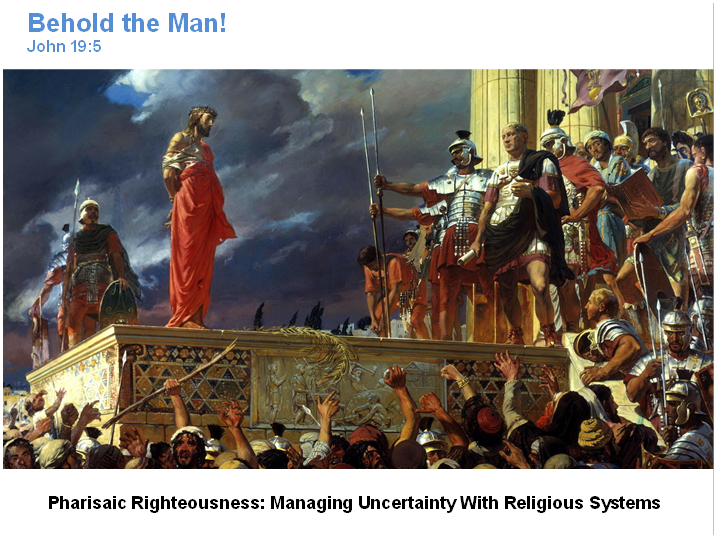 Behold the Man!
John 19:5
Pharisaic Righteousness: Managing Uncertainty With Religious Systems